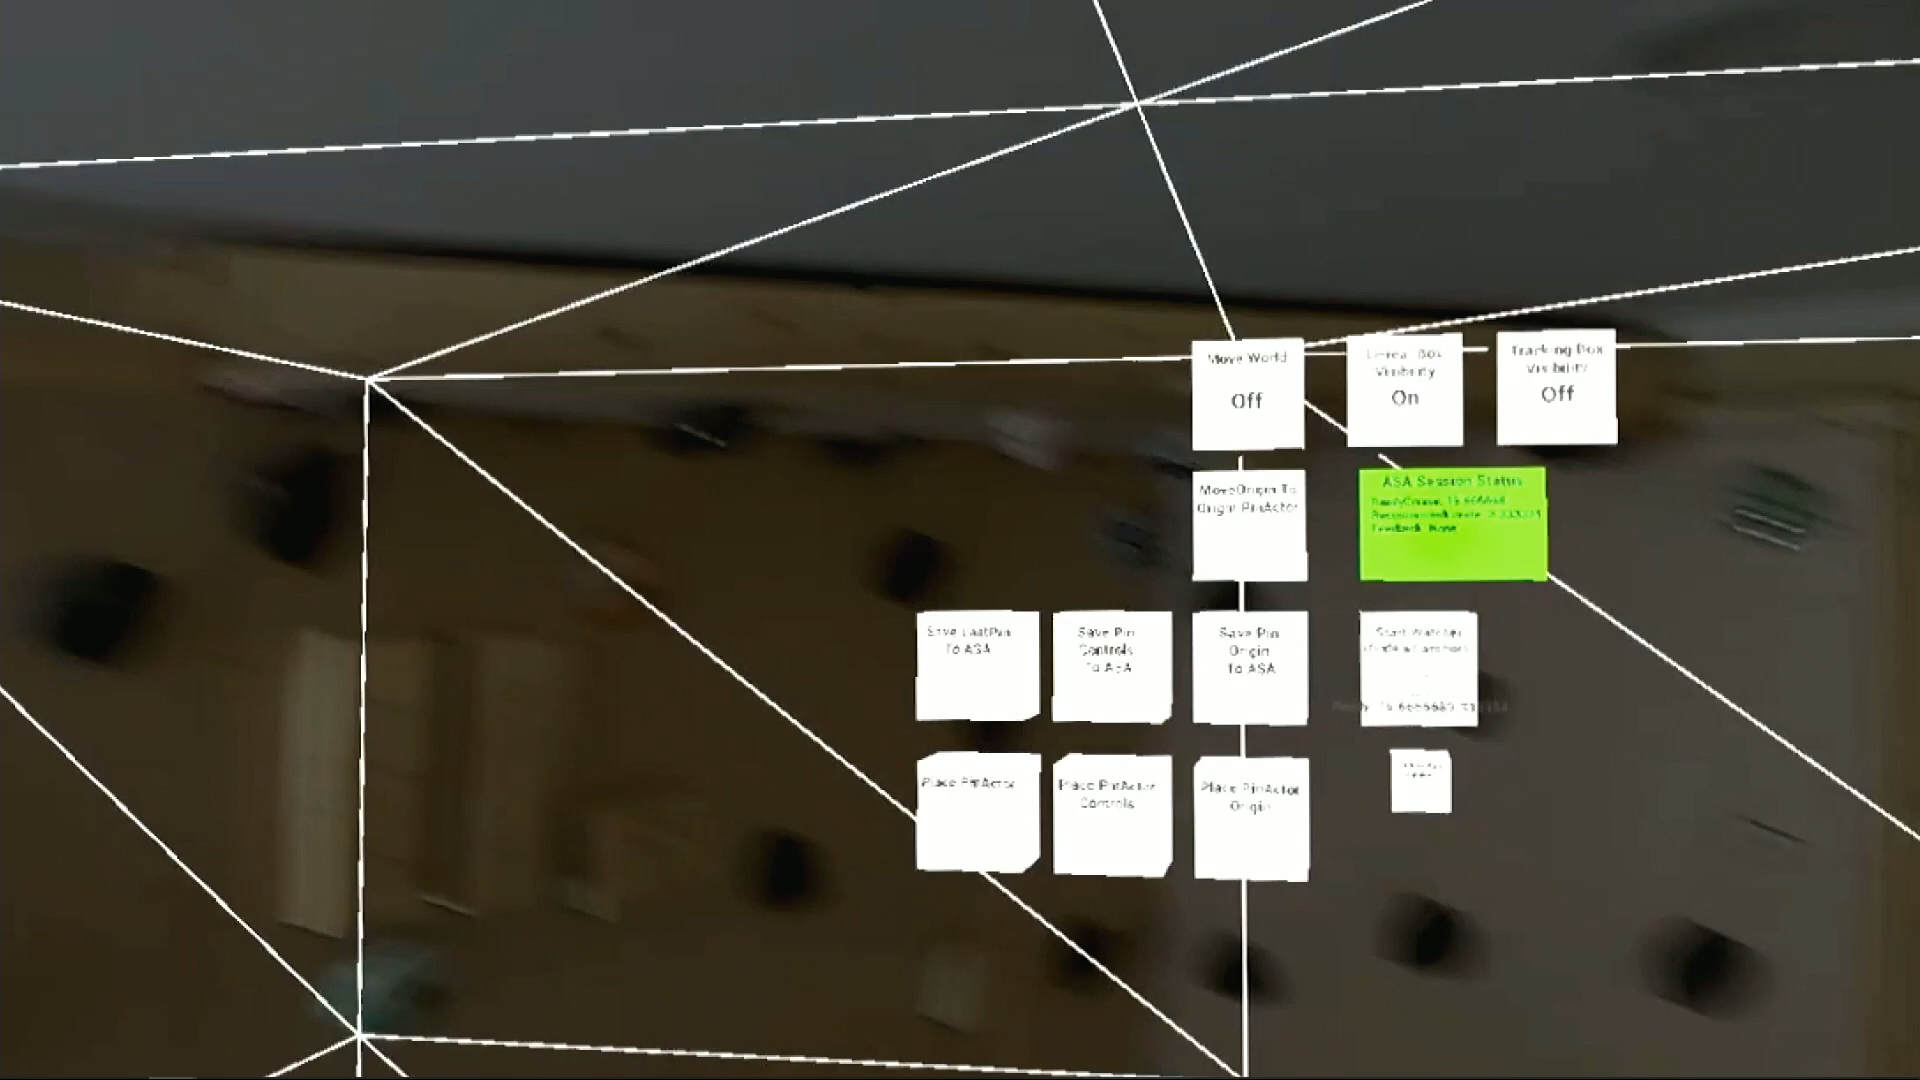 Move World
Off
Visibility
On
Tracking Box
Visibility
Off
MoveOrigin To
Origin PinActor
ASA Session Status
Feedback: None
Save LastPin
To ASA
Save Pin
Controls
To ASA
Save Pin
Origin
To ASA
Start Watcher
Place PinActor
Place PinActor
Controls
Place PinActor
Origin